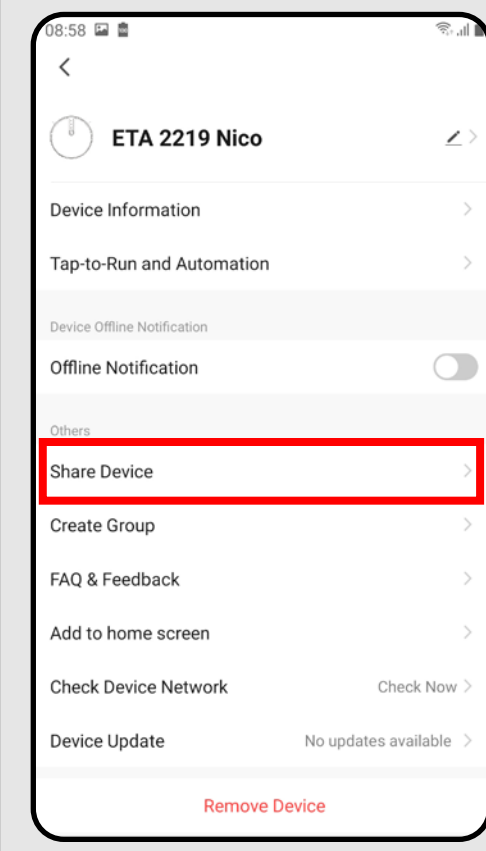 08:58
ETA 2219 Nico
Device Information
Tap-to-Run and Automation
Device Offline Notification
Offline Notification
Others
Share Device
Create Group
FAQ & Feedback
Add to home screen
Check Device Network Check Now
Device Update No updates available
Remove Device